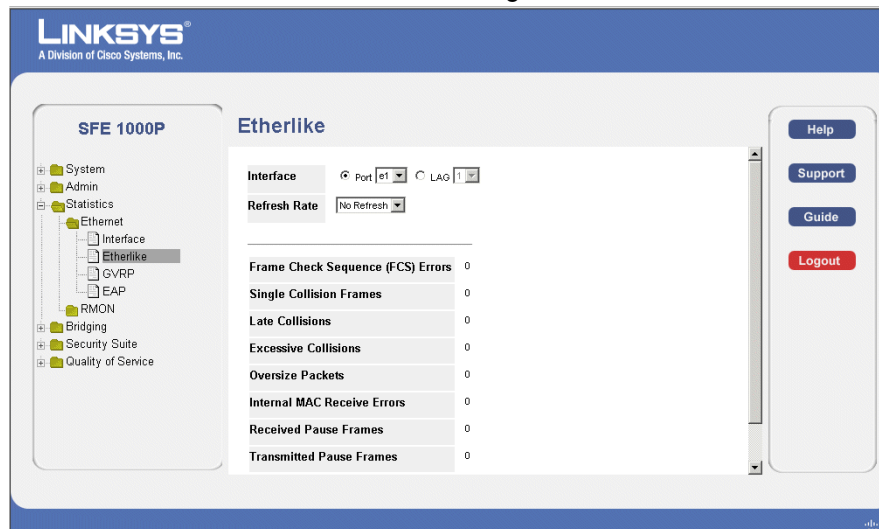 LINKSYS®
A Division of Cisco Systems, Inc.
SFE 1000P
System
Admin
Statistics
Ethernet
Interface
Etherlike
GVRP
EAP
RMON
Bridging
Security Suite
Quality of Service
Etherlike
Interface Port e1 LAG 1
Refresh Rate No Refresh
Frame Check Sequence (FCS) Errors 0
Single Collision Frames 0
Late Collisions 0
Excessive Collisions 0
Oversize Packets 0
Internal MAC Receive Errors 0
Received Pause Frames 0
Transmitted Pause Frames 0
Help
Support
Guide
Logout